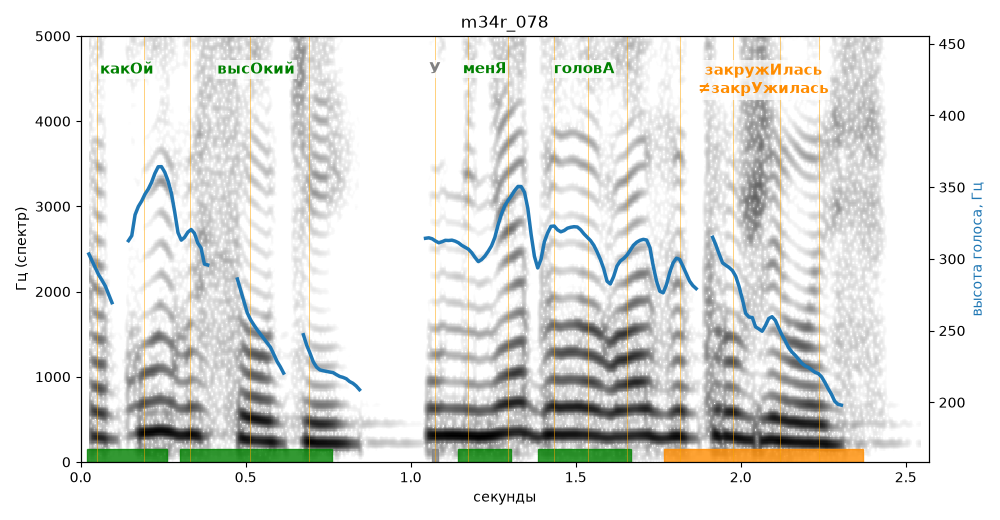 m34r_078
какОй
высОкий
У
менЯ
головА
закружИлась
≠закрУжилась
Гц (спектр)
высота голоса, Гц
5000
4000
3000
2000
1000
0
450
400
350
300
250
200
0.0 0.5 1.0 1.5 2.0 2.5
секунды